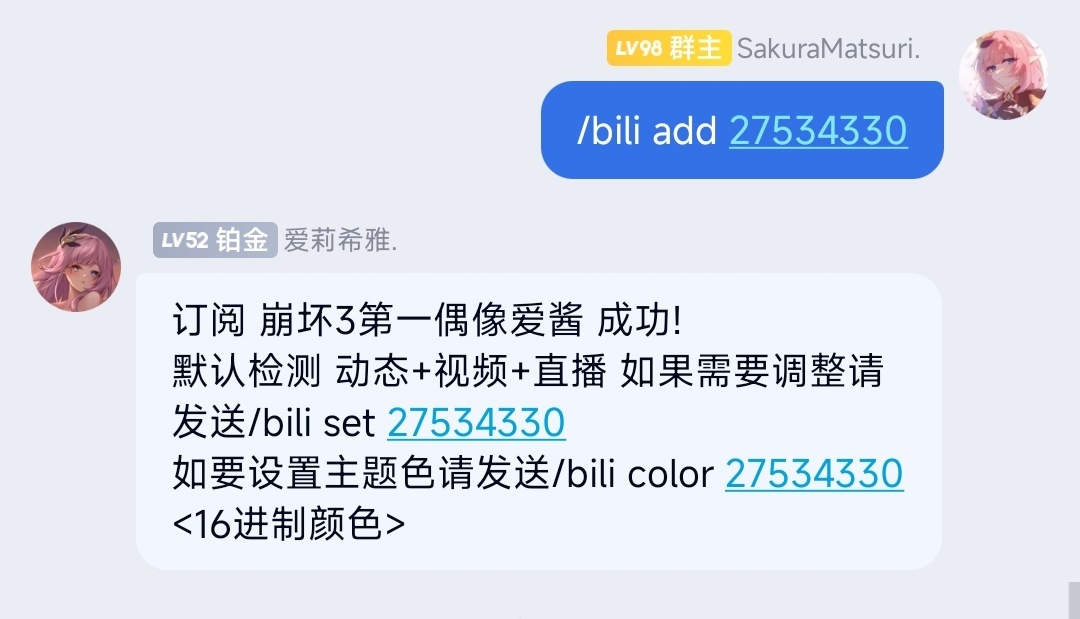 LV98 群主 SakuraMatsuri.
/bili add 27534330
LV52 铂金 爱莉希雅.
订阅 崩坏3第一偶像爱酱 成功!
默认检测 动态+视频+直播 如果需要调整请
发送/bili set 27534330
如要设置主题色请发送/bili color 27534330
<16进制颜色>